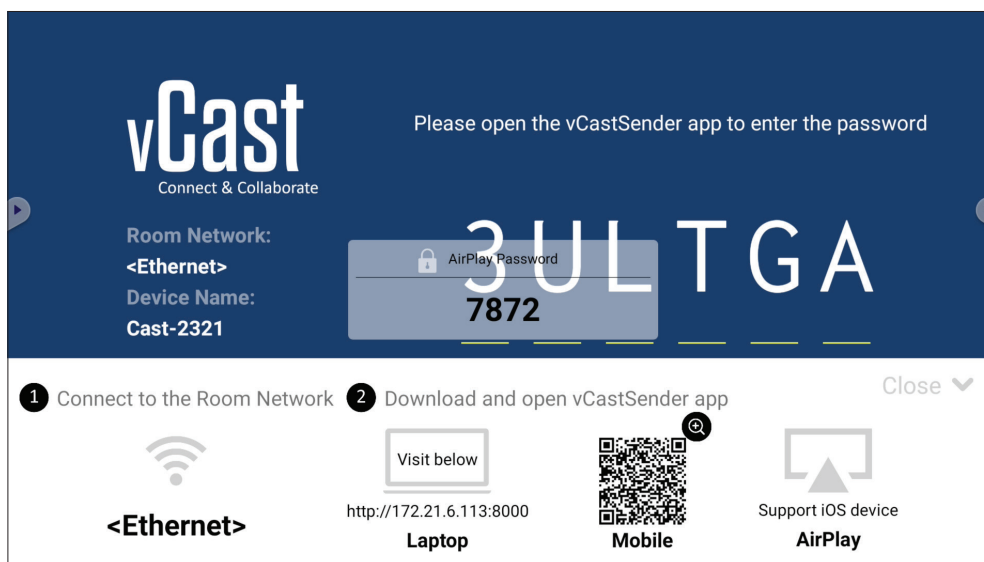 vCast
Connect & Collaborate
Please open the vCastSender app to enter the password
Room Network:
<Ethernet>
Device Name:
Cast-2321
3ULTGA
AirPlay Password
7872
1 Connect to the Room Network
2 Download and open vCastSender app
Close
<Ethernet>
Visit below
http://172.21.6.113:8000
Laptop
Mobile
Support iOS device
AirPlay